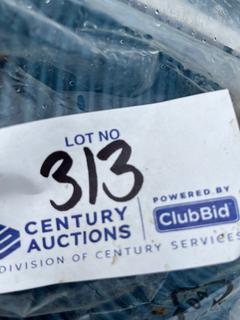 LOT NO
313
CENTURY
AUCTIONS
DIVISION OF CENTURY SERVICES
POWERED BY
ClubBid